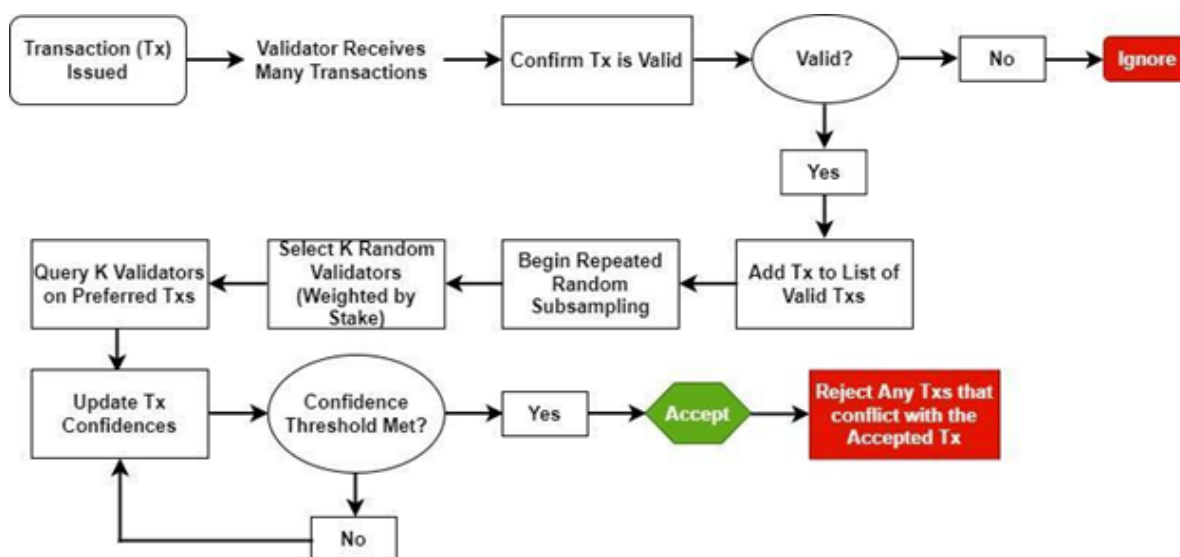 Transaction (Tx)
Issued
Validator Receives
Many Transactions
Confirm Tx is Valid
Valid?
No
Ignore
Yes
Add Tx to List of
Valid Txs
Begin Repeated
Random
Subsampling
Select K Random
Validators
(Weighted by
Stake)
Query K Validators
on Preferred Txs
Update Tx
Confidences
Confidence
Threshold Met?
Yes
Accept
Reject Any Txs that
conflict with the
Accepted Tx
No